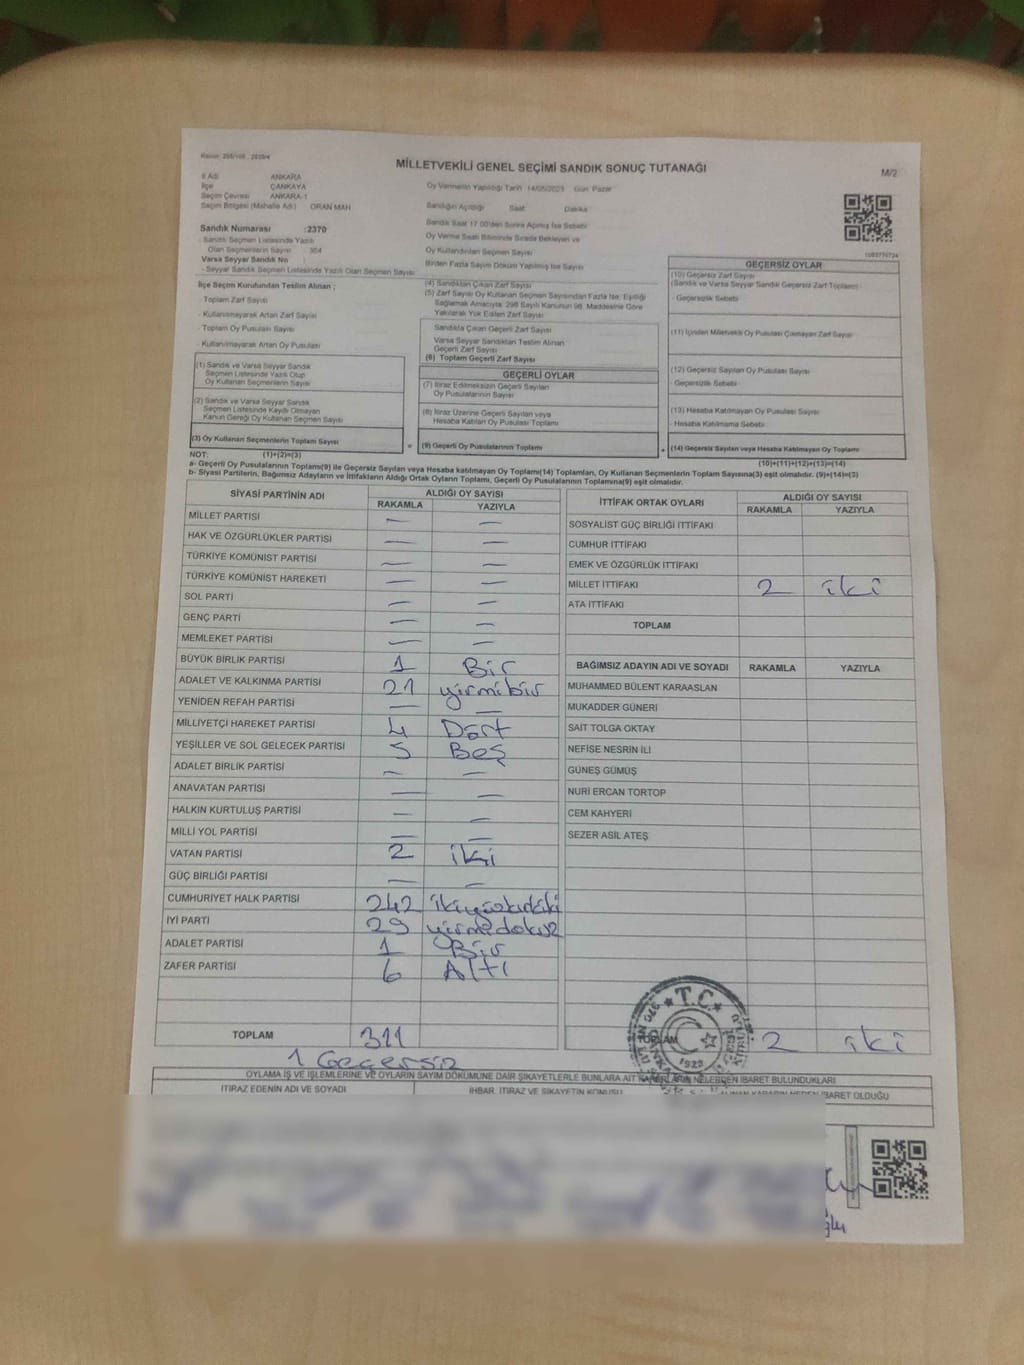 Kanun: 298/105 , 2839/4
MİLLETVEKİLİ GENEL SEÇİMİ SANDIK SONUÇ TUTANAĞI
M/2
İl Adı ANKARA
İlçe ÇANKAYA
Seçim Çevresi ANKARA-1
Seçim Bölgesi (Mahalle Adı) ORAN MAH
Oy Vermenin Yapıldığı Tarih 14/05/2023 Gün Pazar
Sandığın Açıldığı Saat Dakika
Sandık Saat 17.00'den Sonra Açılmış İse Sebebi
Oy Verme Saati Bitiminde Sırada Bekleyen ve
Oy Kullandırılan Seçmen Sayısı
Birden Fazla Sayım Döküm Yapılmış İse Sayısı
Sandık Numarası :2370
- Sandık Seçmen Listesinde Yazılı
Olan Seçmenlerin Sayısı 364
Varsa Seyyar Sandık No :
- Seyyar Sandık Seçmen Listesinde Yazılı Olan Seçmen Sayısı
İlçe Seçim Kurulundan Teslim Alınan ;
- Toplam Zarf Sayısı
- Kullanılmayarak Artan Zarf Sayısı
- Toplam Oy Pusulası Sayısı
- Kullanılmayarak Artan Oy Pusulası
(1) Sandık ve Varsa Seyyar Sandık
Seçmen Listesinde Yazılı Olup
Oy Kullanan Seçmenlerin Sayısı
(2) Sandık ve Varsa Seyyar Sandık
Seçmen Listesinde Kaydı Olmayan
Kanun Gereği Oy Kullanan Seçmen Sayısı
(3) Oy Kullanan Seçmenlerin Toplam Sayısı
(4) Sandıktan Çıkan Zarf Sayısı
(5) Zarf Sayısı Oy Kullanan Seçmen Sayısından Fazla İse; Eşitliği
Sağlamak Amacıyla; 298 Sayılı Kanunun 98. Maddesine Göre
Yakılarak Yok Edilen Zarf Sayısı
Sandıkta Çıkan Geçerli Zarf Sayısı
Varsa Seyyar Sandıktan Teslim Alınan
Geçerli Zarf Sayısı
(6) Toplam Geçerli Zarf Sayısı
GEÇERLİ OYLAR
(7) İtiraz Edilmeksizin Geçerli Sayılan
Oy Pusulalarının Sayısı
(8) İtiraz Üzerine Geçerli Sayılan veya
Hesaba Katılan Oy Pusulası Toplamı
= (9) Geçerli Oy Pusulalarının Toplamı
GEÇERSİZ OYLAR
(10) Geçersiz Zarf Sayısı
(Sandık ve Varsa Seyyar Sandık Geçersiz Zarf Toplamı)
- Geçersizlik Sebebi
(11) İçinden Milletvekili Oy Pusulası Çıkmayan Zarf Sayısı
(12) Geçersiz Sayılan Oy Pusulası Sayısı
- Geçersizlik Sebebi
(13) Hesaba Katılmayan Oy Pusulası Sayısı
- Hesaba Katılmama Sebebi
+ (14) Geçersiz Sayılan veya Hesaba Katılmayan Oy Toplamı
NOT: (1)+(2)=(3)
(10)+(11)+(12)+(13)=(14)
a- Geçerli Oy Pusulalarının Toplamı(9) ile Geçersiz Sayılan veya Hesaba katılmayan Oy Toplamı(14) Toplamları, Oy Kullanan Seçmenlerin Toplam Sayısına(3) eşit olmalıdır. (9)+(14)=(3)
b- Siyasi Partilerin, Bağımsız Adayların ve İttifakların Aldığı Ortak Oyların Toplamı, Geçerli Oy Pusulalarının Toplamına(9) eşit olmalıdır.
SİYASİ PARTİNİN ADI ALDIĞI OY SAYISI
RAKAMLA YAZIYLA
MİLLET PARTİSİ — —
HAK VE ÖZGÜRLÜKLER PARTİSİ — —
TÜRKİYE KOMÜNİST PARTİSİ — —
TÜRKİYE KOMÜNİST HAREKETİ — —
SOL PARTİ — —
GENÇ PARTİ — —
MEMLEKET PARTİSİ — —
BÜYÜK BİRLİK PARTİSİ 1 Bir
ADALET VE KALKINMA PARTİSİ 21 yirmibir
YENİDEN REFAH PARTİSİ — —
MİLLİYETÇİ HAREKET PARTİSİ 4 Dört
YEŞİLLER VE SOL GELECEK PARTİSİ 5 Beş
ADALET BİRLİK PARTİSİ — —
ANAVATAN PARTİSİ — —
HALKIN KURTULUŞ PARTİSİ — —
MİLLİ YOL PARTİSİ — —
VATAN PARTİSİ 2 iki
GÜÇ BİRLİĞİ PARTİSİ — —
CUMHURİYET HALK PARTİSİ 242 ikiyüzkırkiki
İYİ PARTİ 29 yirmidokuz
ADALET PARTİSİ 1 Bir
ZAFER PARTİSİ 6 Altı
TOPLAM 311
1 Geçersiz
İTTİFAK ORTAK OYLARI ALDIĞI OY SAYISI
RAKAMLA YAZIYLA
SOSYALİST GÜÇ BİRLİĞİ İTTİFAKI
CUMHUR İTTİFAKI
EMEK VE ÖZGÜRLÜK İTTİFAKI
MİLLET İTTİFAKI 2 iki
ATA İTTİFAKI
TOPLAM
BAĞIMSIZ ADAYIN ADI VE SOYADI RAKAMLA YAZIYLA
MUHAMMED BÜLENT KARAASLAN
MUKADDER GÜNERİ
SAİT TOLGA OKTAY
NEFİSE NESRİN İLİ
GÜNEŞ GÜMÜŞ
NURİ ERCAN TORTOP
CEM KAHYERİ
SEZER ASİL ATEŞ
TOPLAM 2 iki
T.C.
1923
OYLAMA İŞ VE İŞLEMLERİNE VE OYLARIN SAYIM DÖKÜMÜNE DAİR ŞİKAYETLERLE BUNLARA AİT KARARLARIN NELERDEN İBARET BULUNDUKLARI
İTİRAZ EDENİN ADI VE SOYADI İHBAR, İTİRAZ VE ŞİKAYETİN KONUSU ALINAN KARARIN NEDEN İBARET OLDUĞU